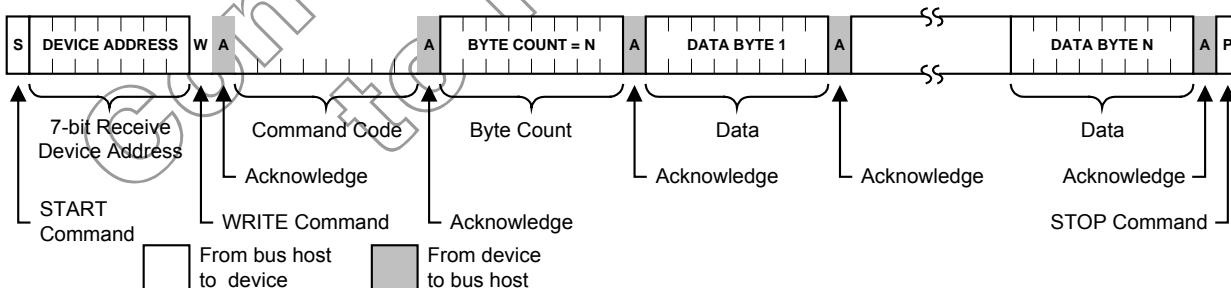 S DEVICE ADDRESS W A A BYTE COUNT = N A DATA BYTE 1 A DATA BYTE N A P
7-bit Receive
Device Address
Command Code
Byte Count
Data
Data
Acknowledge
Acknowledge
Acknowledge
Acknowledge
START
Command
WRITE Command
Acknowledge
STOP Command
From bus host
to device
From device
to bus host